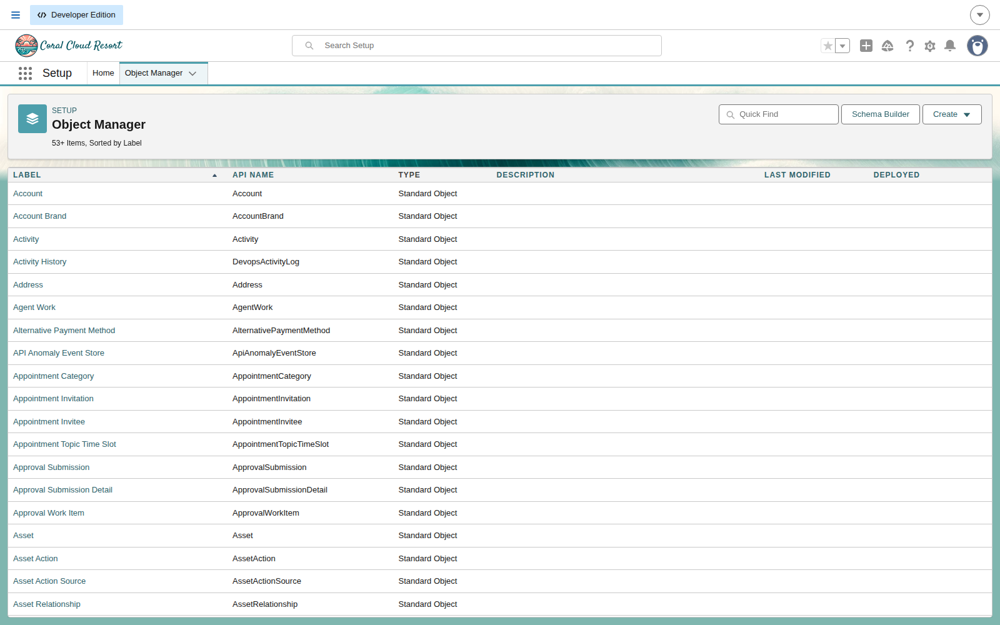 Developer Edition
Coral Cloud Resort
Search Setup
Setup
Home
Object Manager
SETUP
Object Manager
53+ Items, Sorted by Label
Quick Find
Schema Builder
Create
LABEL API NAME TYPE DESCRIPTION LAST MODIFIED DEPLOYED
Account Account Standard Object
Account Brand AccountBrand Standard Object
Activity Activity Standard Object
Activity History DevopsActivityLog Standard Object
Address Address Standard Object
Agent Work AgentWork Standard Object
Alternative Payment Method AlternativePaymentMethod Standard Object
API Anomaly Event Store ApiAnomalyEventStore Standard Object
Appointment Category AppointmentCategory Standard Object
Appointment Invitation AppointmentInvitation Standard Object
Appointment Invitee AppointmentInvitee Standard Object
Appointment Topic Time Slot AppointmentTopicTimeSlot Standard Object
Approval Submission ApprovalSubmission Standard Object
Approval Submission Detail ApprovalSubmissionDetail Standard Object
Approval Work Item ApprovalWorkItem Standard Object
Asset Asset Standard Object
Asset Action AssetAction Standard Object
Asset Action Source AssetActionSource Standard Object
Asset Relationship AssetRelationship Standard Object